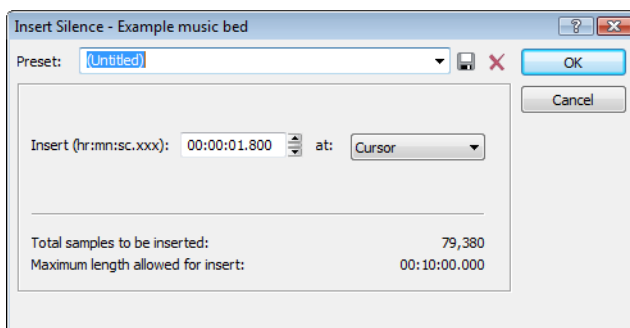 Insert Silence - Example music bed
Preset: (Untitled)
OK
Cancel
Insert (hr:mn:sc.xxx): 00:00:01.800 at: Cursor
Total samples to be inserted: 79,380
Maximum length allowed for insert: 00:10:00.000